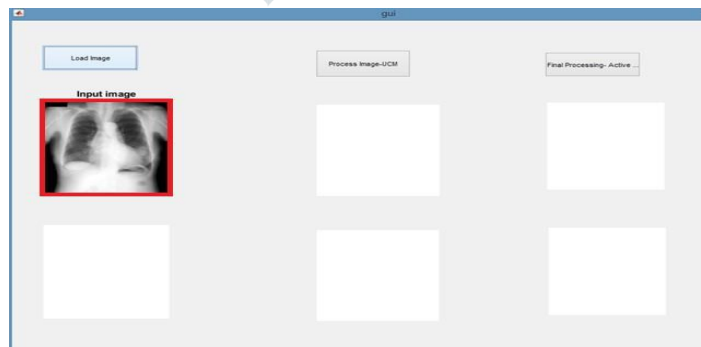 gui
Load Image
Process Image-UCM
Final Processing- Active ...
Input image